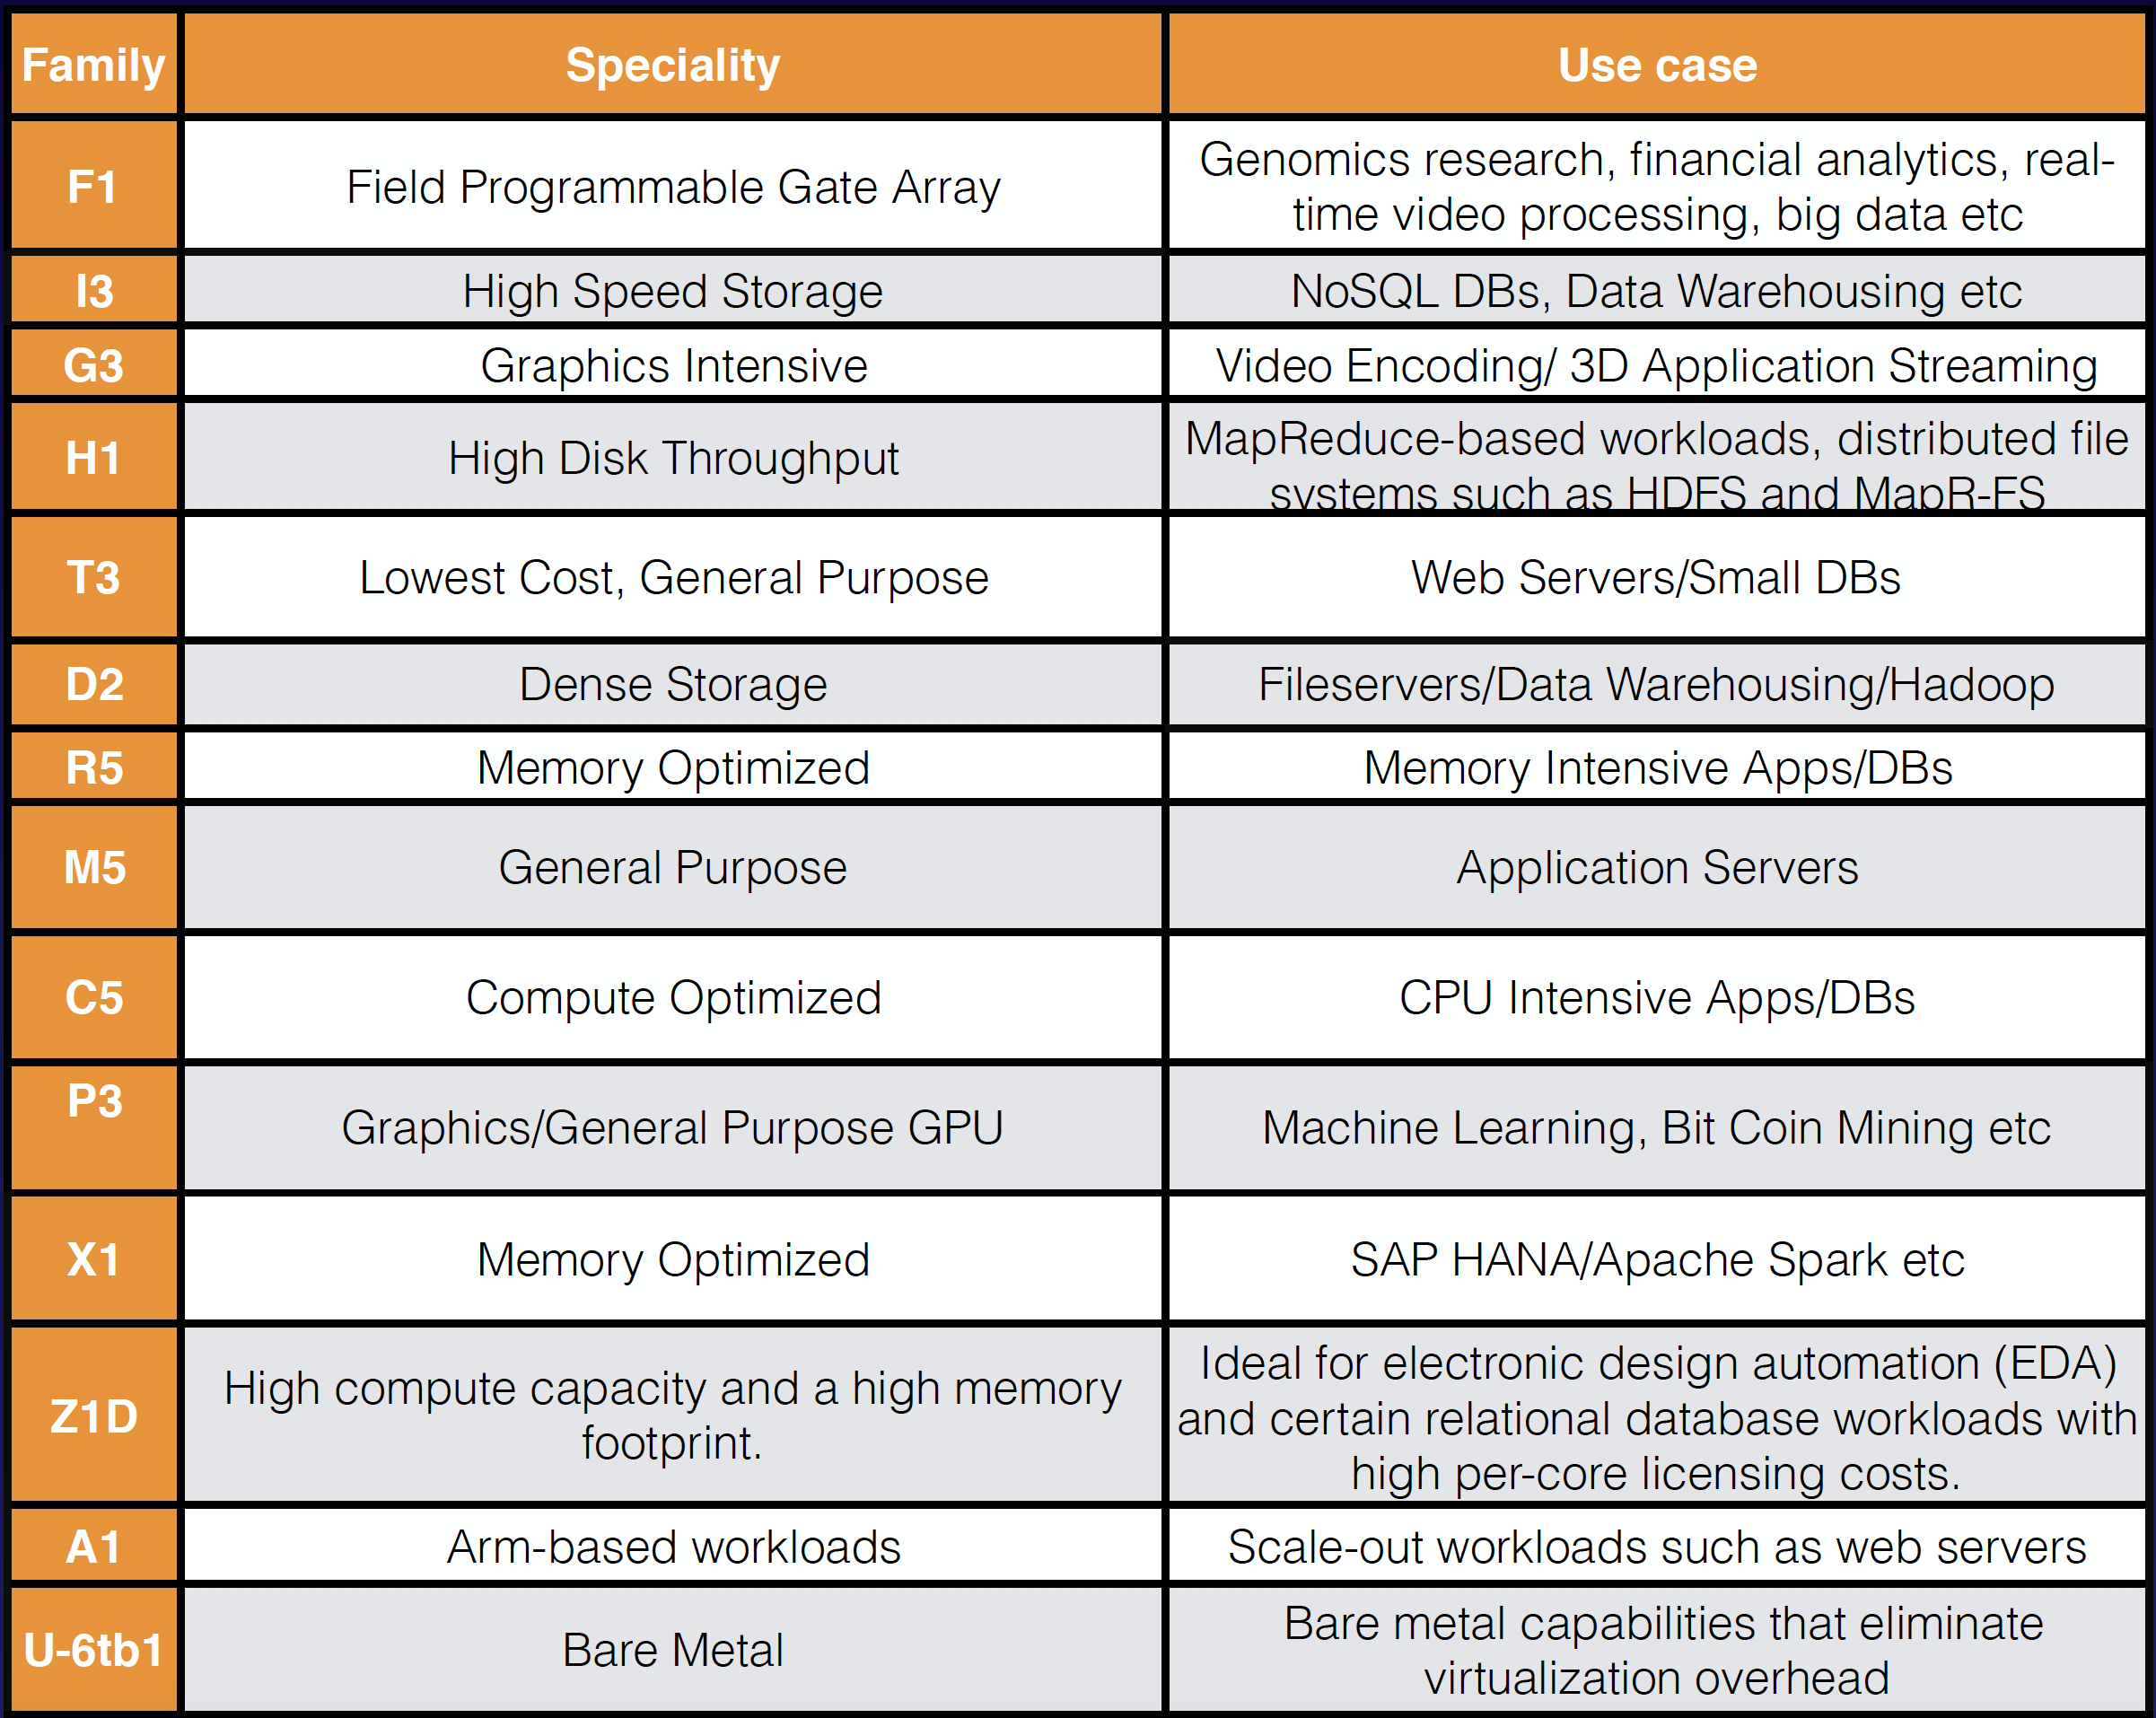 Family Speciality Use case
F1 Field Programmable Gate Array Genomics research, financial analytics, real-
time video processing, big data etc
I3 High Speed Storage NoSQL DBs, Data Warehousing etc
G3 Graphics Intensive Video Encoding/ 3D Application Streaming
H1 High Disk Throughput MapReduce-based workloads, distributed file
systems such as HDFS and MapR-FS
T3 Lowest Cost, General Purpose Web Servers/Small DBs
D2 Dense Storage Fileservers/Data Warehousing/Hadoop
R5 Memory Optimized Memory Intensive Apps/DBs
M5 General Purpose Application Servers
C5 Compute Optimized CPU Intensive Apps/DBs
P3 Graphics/General Purpose GPU Machine Learning, Bit Coin Mining etc
X1 Memory Optimized SAP HANA/Apache Spark etc
Z1D High compute capacity and a high memory
footprint.
Ideal for electronic design automation (EDA)
and certain relational database workloads with
high per-core licensing costs.
A1 Arm-based workloads Scale-out workloads such as web servers
U-6tb1 Bare Metal Bare metal capabilities that eliminate
virtualization overhead